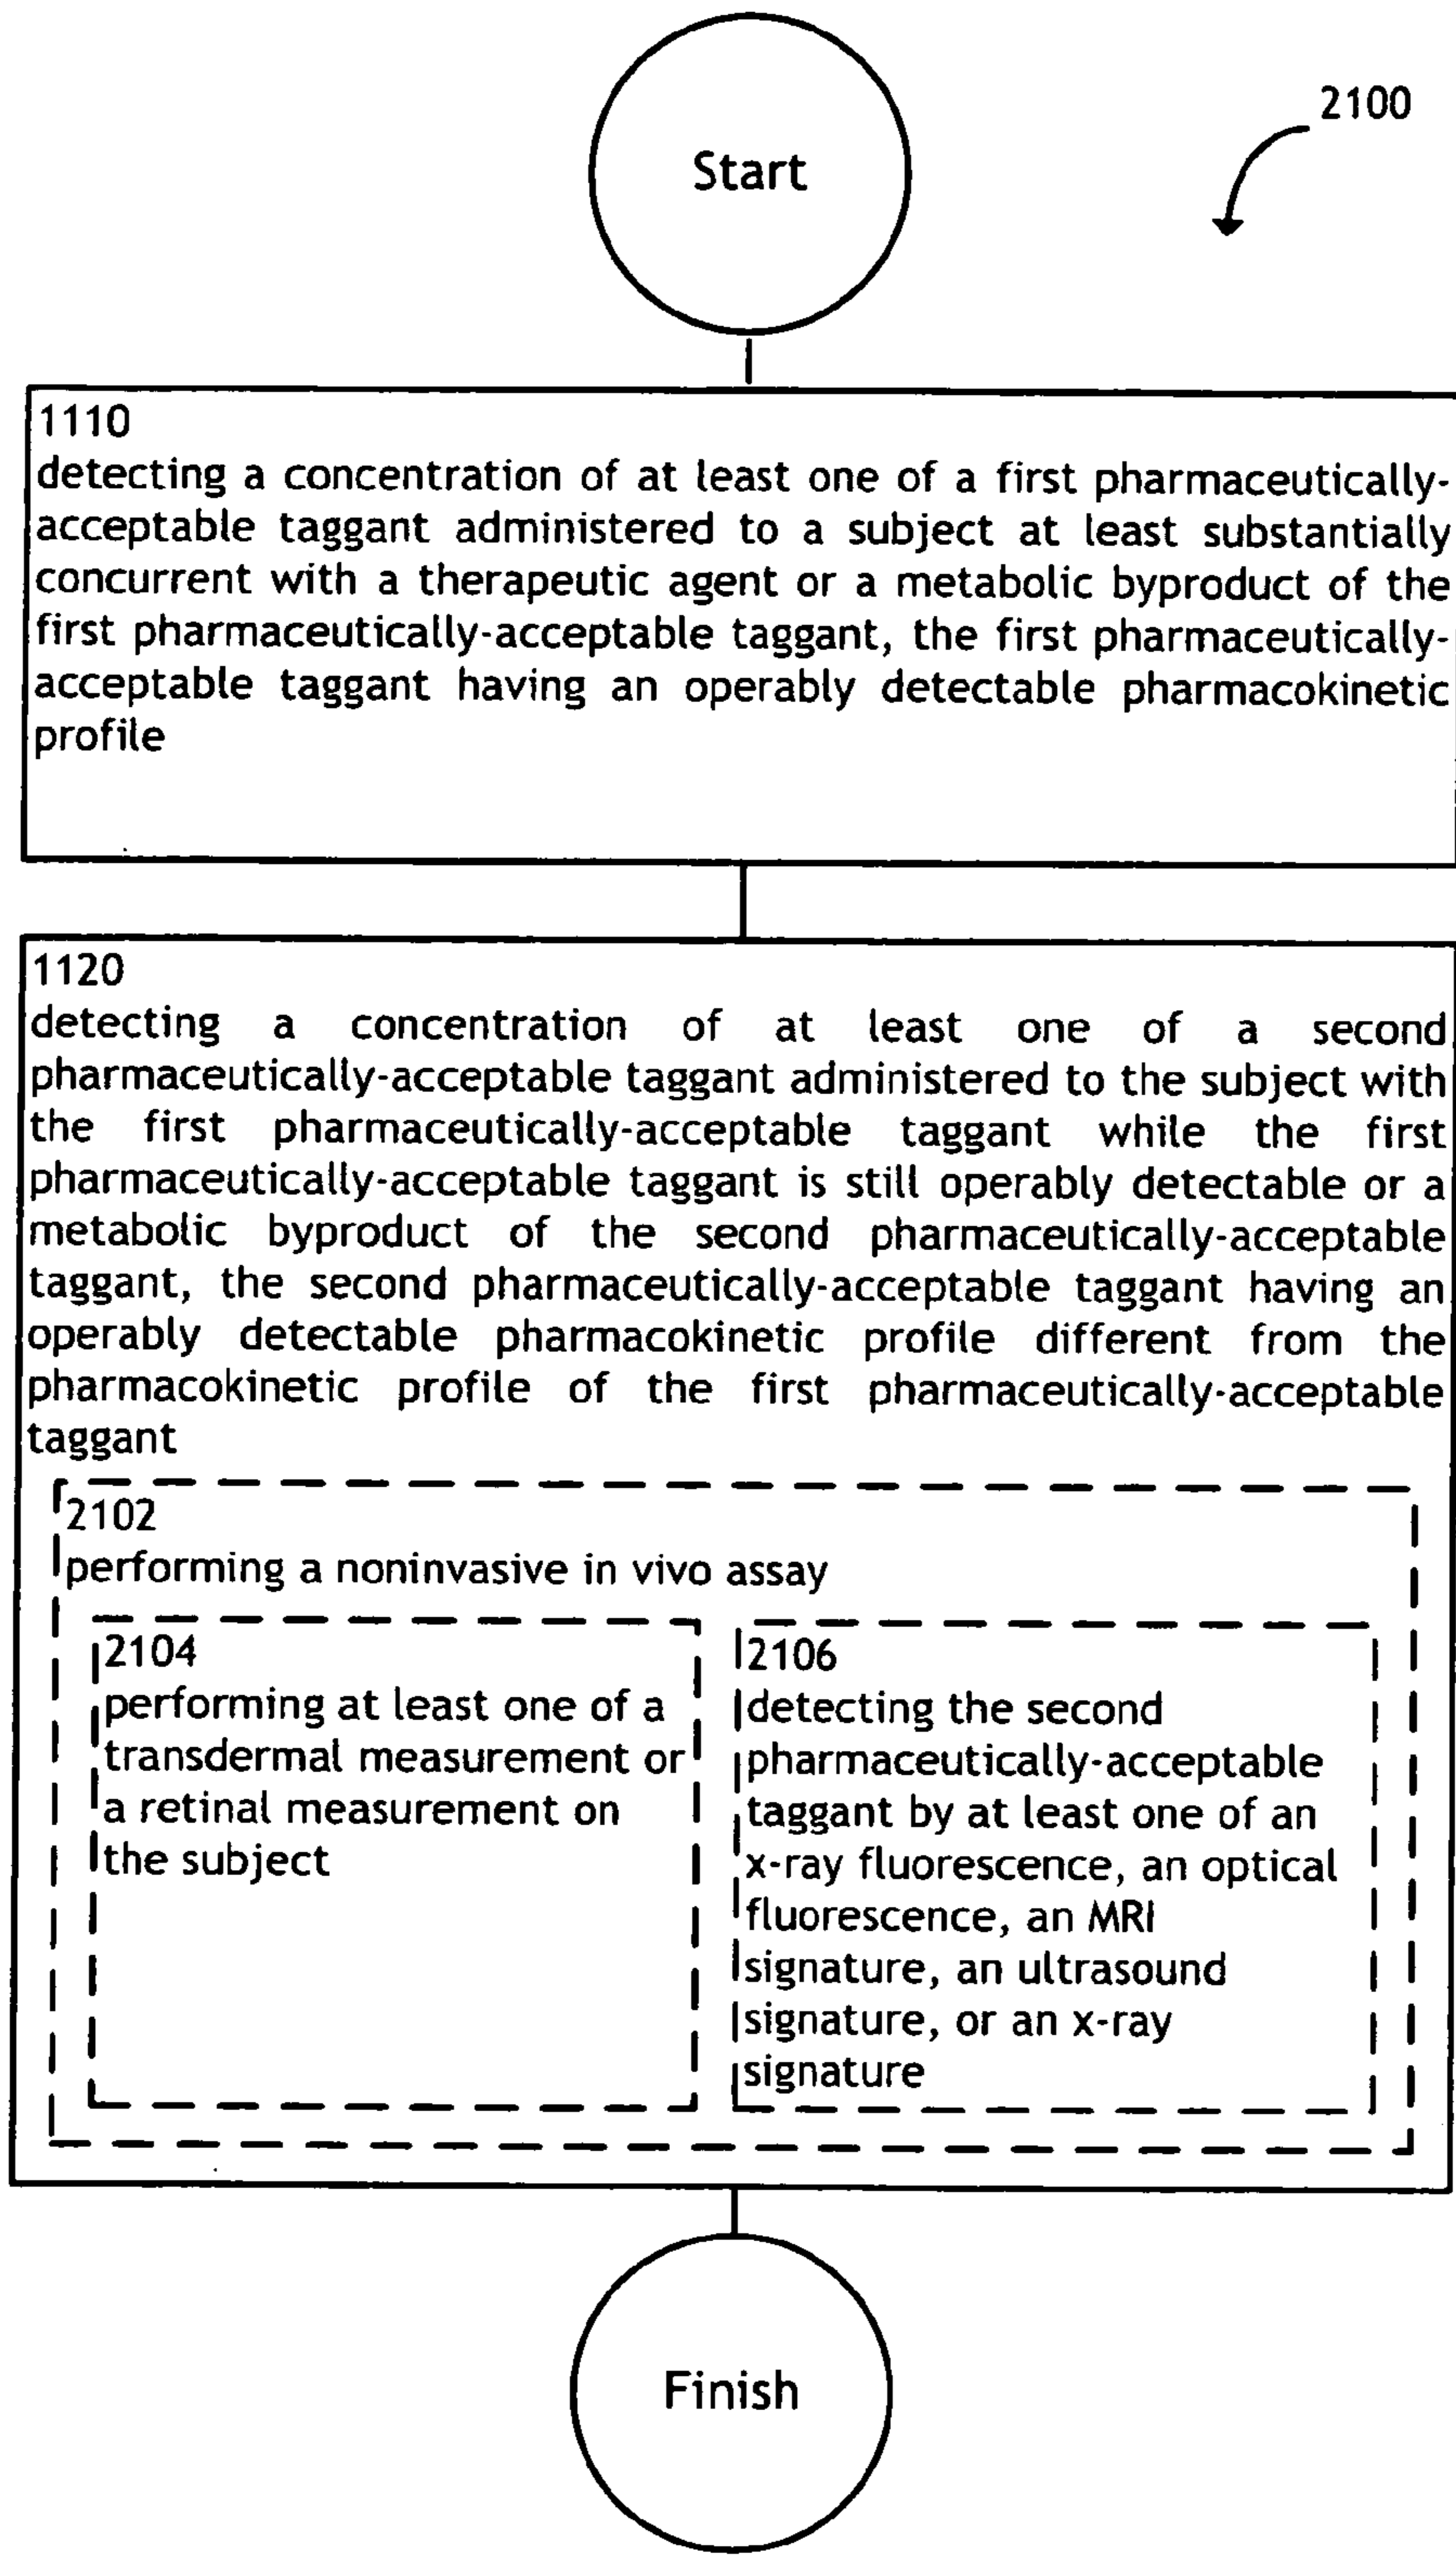 Start
2100
1110
detecting a concentration of at least one of a first pharmaceutically-
acceptable taggant administered to a subject at least substantially
concurrent with a therapeutic agent or a metabolic byproduct of the
first pharmaceutically-acceptable taggant, the first pharmaceutically-
acceptable taggant having an operably detectable pharmacokinetic
profile
1120
detecting a concentration of at least one of a second
pharmaceutically-acceptable taggant administered to the subject with
the first pharmaceutically-acceptable taggant while the first
pharmaceutically-acceptable taggant is still operably detectable or a
metabolic byproduct of the second pharmaceutically-acceptable
taggant, the second pharmaceutically-acceptable taggant having an
operably detectable pharmacokinetic profile different from the
pharmacokinetic profile of the first pharmaceutically-acceptable
taggant
2102
performing a noninvasive in vivo assay
2104
performing at least one of a
transdermal measurement or
a retinal measurement on
the subject
2106
detecting the second
pharmaceutically-acceptable
taggant by at least one of an
x-ray fluorescence, an optical
fluorescence, an MRI
signature, an ultrasound
signature, or an x-ray
signature
Finish